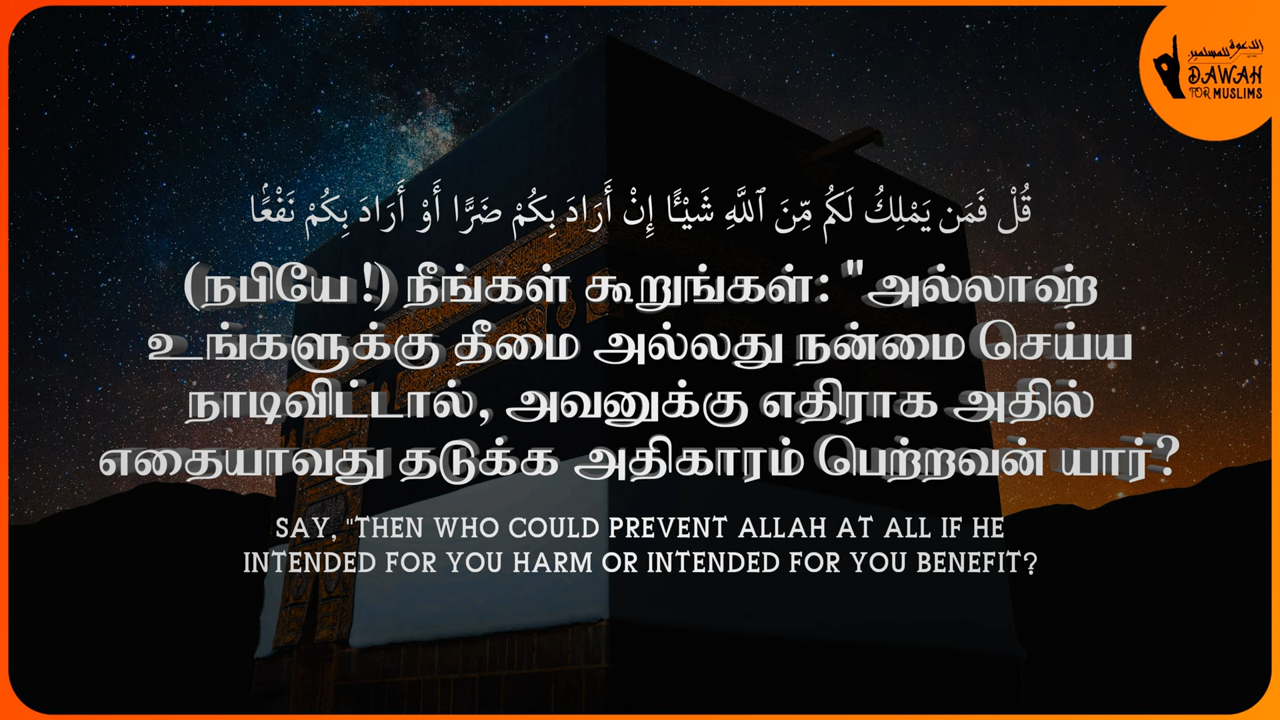 الدعوة للمسلمين
DAWAH
FOR MUSLIMS
قُلْ فَمَن يَمْلِكُ لَكُم مِّنَ ٱللَّهِ شَيْـًٔا إِنْ أَرَادَ بِكُمْ ضَرًّا أَوْ أَرَادَ بِكُمْ نَفْعًۢا
(நபியே!) நீங்கள் கூறுங்கள்: "அல்லாஹ்
உங்களுக்கு தீமை அல்லது நன்மை செய்ய
நாடிவிட்டால், அவனுக்கு எதிராக அதில்
எதையாவது தடுக்க அதிகாரம் பெற்றவன் யார்?
SAY, "THEN WHO COULD PREVENT ALLAH AT ALL IF HE
INTENDED FOR YOU HARM OR INTENDED FOR YOU BENEFIT?